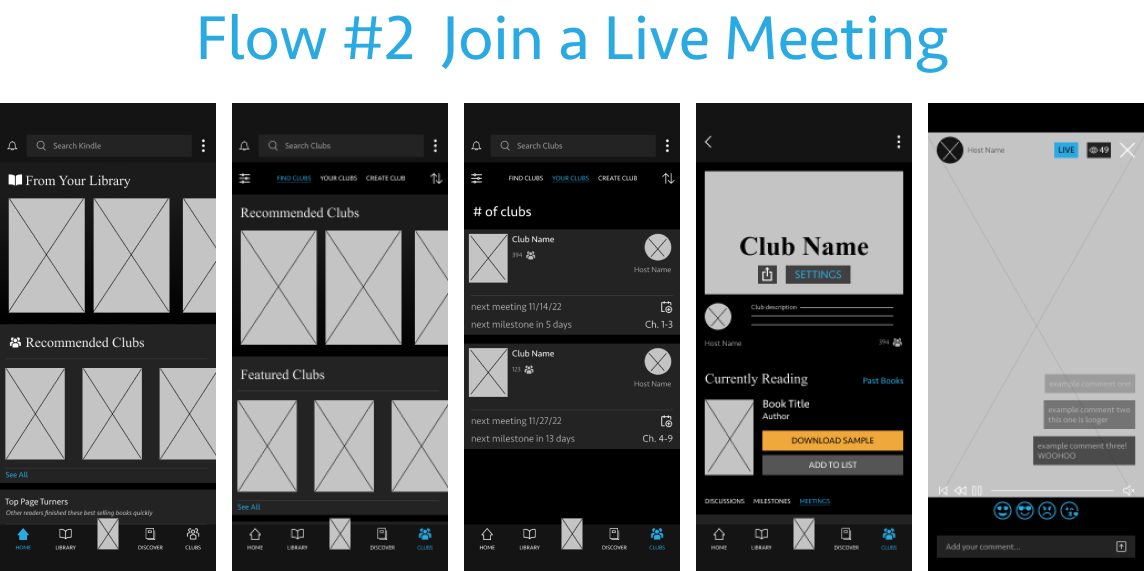 Flow #2 Join a Live Meeting
Search Kindle
From Your Library
Recommended Clubs
See All
Top Page Turners
Other readers finished these best selling books quickly
HOME
LIBRARY
DISCOVER
CLUBS
Search Clubs
FIND CLUBS
YOUR CLUBS
CREATE CLUB
Recommended Clubs
Featured Clubs
See All
HOME
LIBRARY
DISCOVER
CLUBS
Search Clubs
FIND CLUBS
YOUR CLUBS
CREATE CLUB
# of clubs
Club Name
394
Host Name
next meeting 11/14/22
next milestone in 5 days
Ch. 1-3
Club Name
123
Host Name
next meeting 11/27/22
next milestone in 13 days
Ch. 4-9
HOME
LIBRARY
DISCOVER
CLUBS
Club Name
SETTINGS
Club description
Host Name
394
Currently Reading
Past Books
Book Title
Author
DOWNLOAD SAMPLE
ADD TO LIST
DISCUSSIONS
MILESTONES
MEETINGS
HOME
LIBRARY
DISCOVER
CLUBS
Host Name
LIVE
49
example comment one
example comment two
this one is longer
example comment three!
WOOHOO
Add your comment...